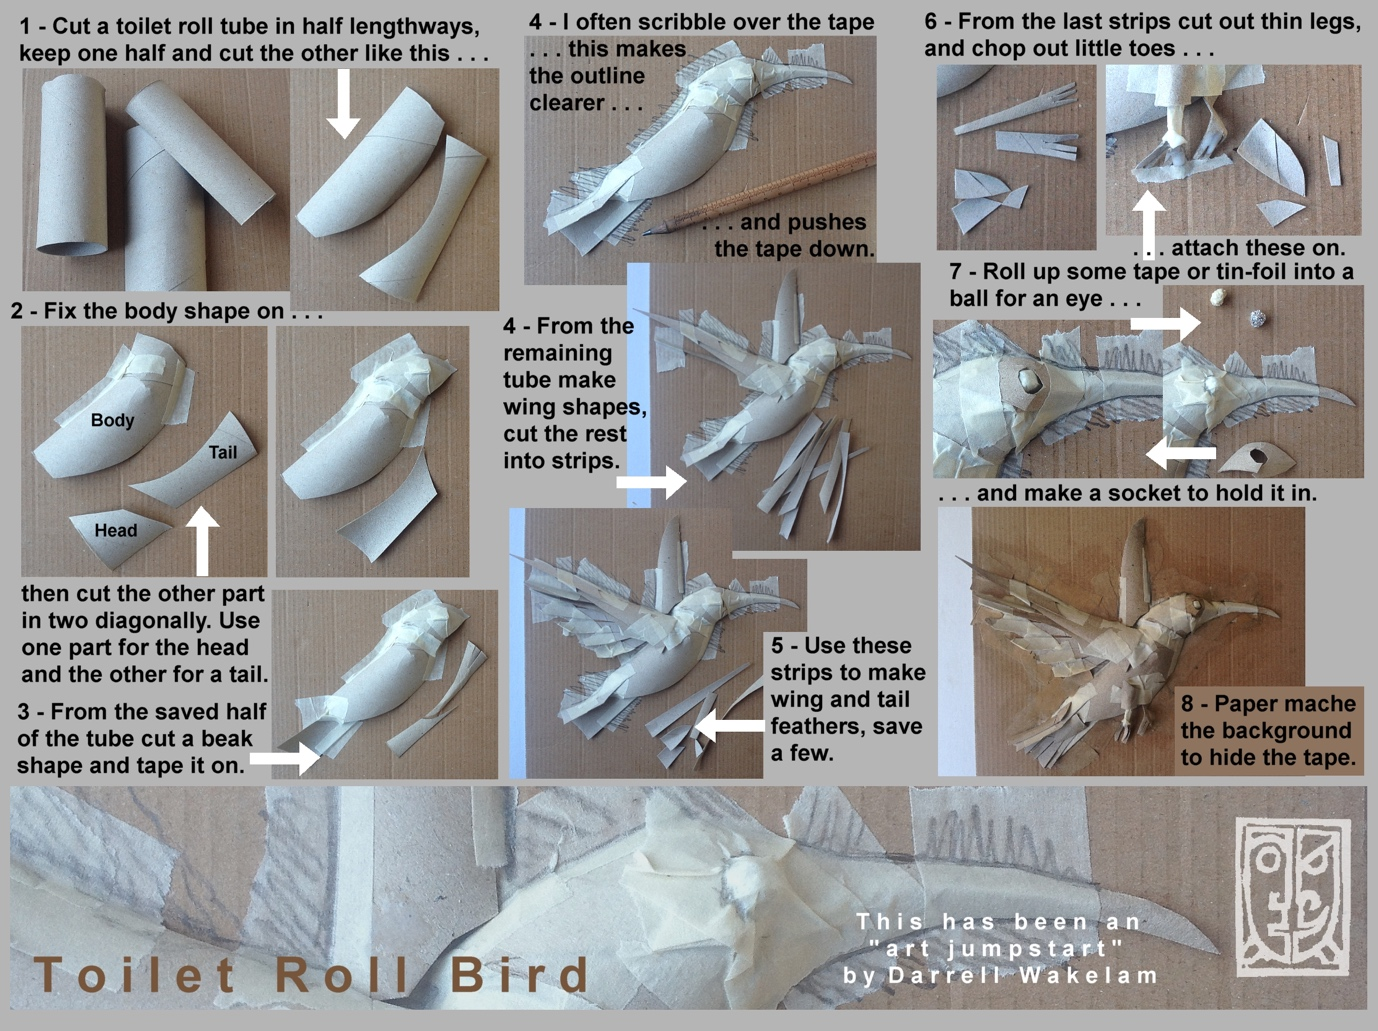 1 - Cut a toilet roll tube in half lengthways,
keep one half and cut the other like this . . .
2 - Fix the body shape on . . .
Body
Tail
Head
then cut the other part
in two diagonally. Use
one part for the head
and the other for a tail.
3 - From the saved half
of the tube cut a beak
shape and tape it on.
4 - I often scribble over the tape
. . . this makes
the outline
clearer . . .
. . . and pushes
the tape down.
4 - From the
remaining
tube make
wing shapes,
cut the rest
into strips.
5 - Use these
strips to make
wing and tail
feathers, save
a few.
6 - From the last strips cut out thin legs,
and chop out little toes . . .
. . . attach these on.
7 - Roll up some tape or tin-foil into a
ball for an eye . . .
. . . and make a socket to hold it in.
8 - Paper mache
the background
to hide the tape.
Toilet Roll Bird
This has been an
"art jumpstart"
by Darrell Wakelam